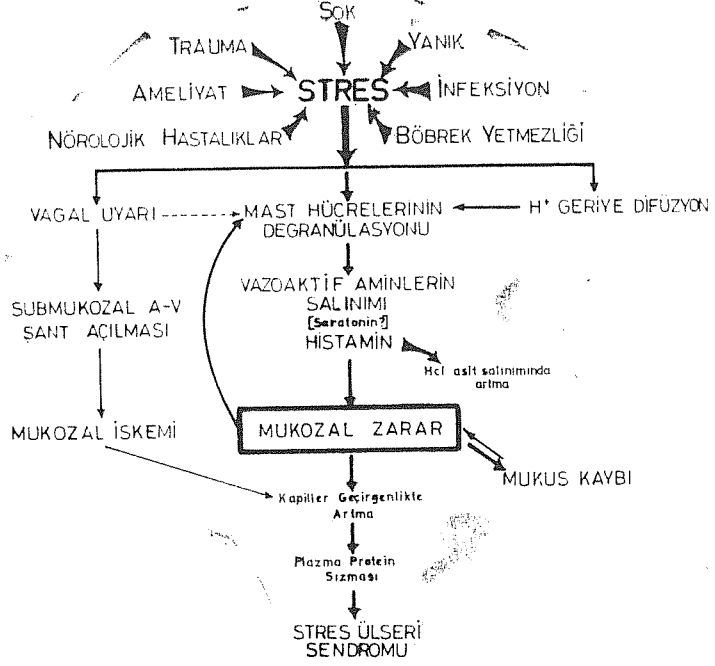 ŞOK
TRAUMA
YANIK
AMELİYAT
STRES
İNFEKSİYON
NÖROLOJİK HASTALIKLAR
BÖBREK YETMEZLİĞİ
VAGAL UYARI
MAST HÜCRELERİNİN
DEGRANÜLASYONU
H⁺ GERİYE DİFÜZYON
SUBMUKOZAL A-V
ŞANT AÇILMASI
VAZOAKTİF AMİNLERİN
SALINIMI
[Saratonin?]
HİSTAMİN
Hcl asit salınımında
artma
MUKOZAL İSKEMİ
MUKOZAL ZARAR
MUKUS KAYBI
Kapiller Geçirgenlikte
Artma
Plazma Protein
Sızması
STRES ÜLSERİ
SENDROMU